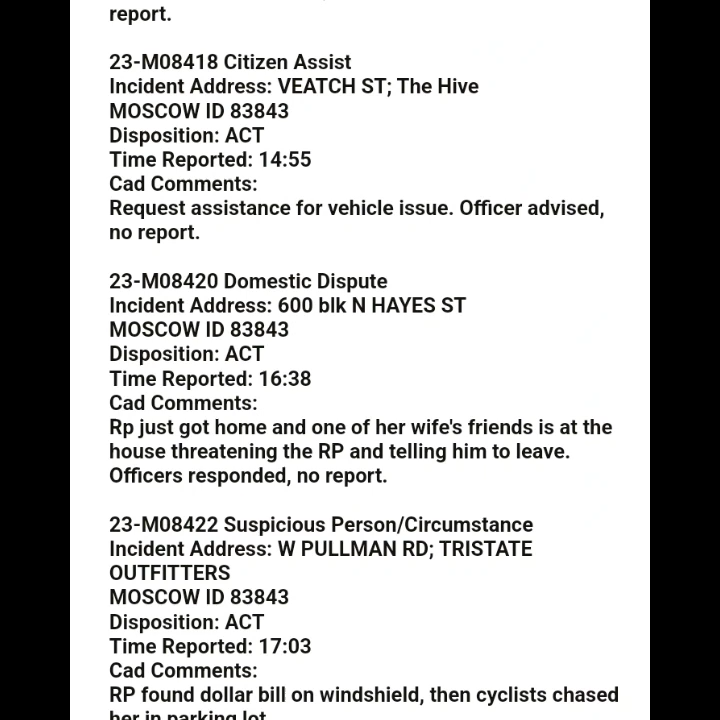 report.
23-M08418 Citizen Assist
Incident Address: VEATCH ST; The Hive
MOSCOW ID 83843
Disposition: ACT
Time Reported: 14:55
Cad Comments:
Request assistance for vehicle issue. Officer advised,
no report.
23-M08420 Domestic Dispute
Incident Address: 600 blk N HAYES ST
MOSCOW ID 83843
Disposition: ACT
Time Reported: 16:38
Cad Comments:
Rp just got home and one of her wife's friends is at the
house threatening the RP and telling him to leave.
Officers responded, no report.
23-M08422 Suspicious Person/Circumstance
Incident Address: W PULLMAN RD; TRISTATE
OUTFITTERS
MOSCOW ID 83843
Disposition: ACT
Time Reported: 17:03
Cad Comments:
RP found dollar bill on windshield, then cyclists chased
her in parking lot